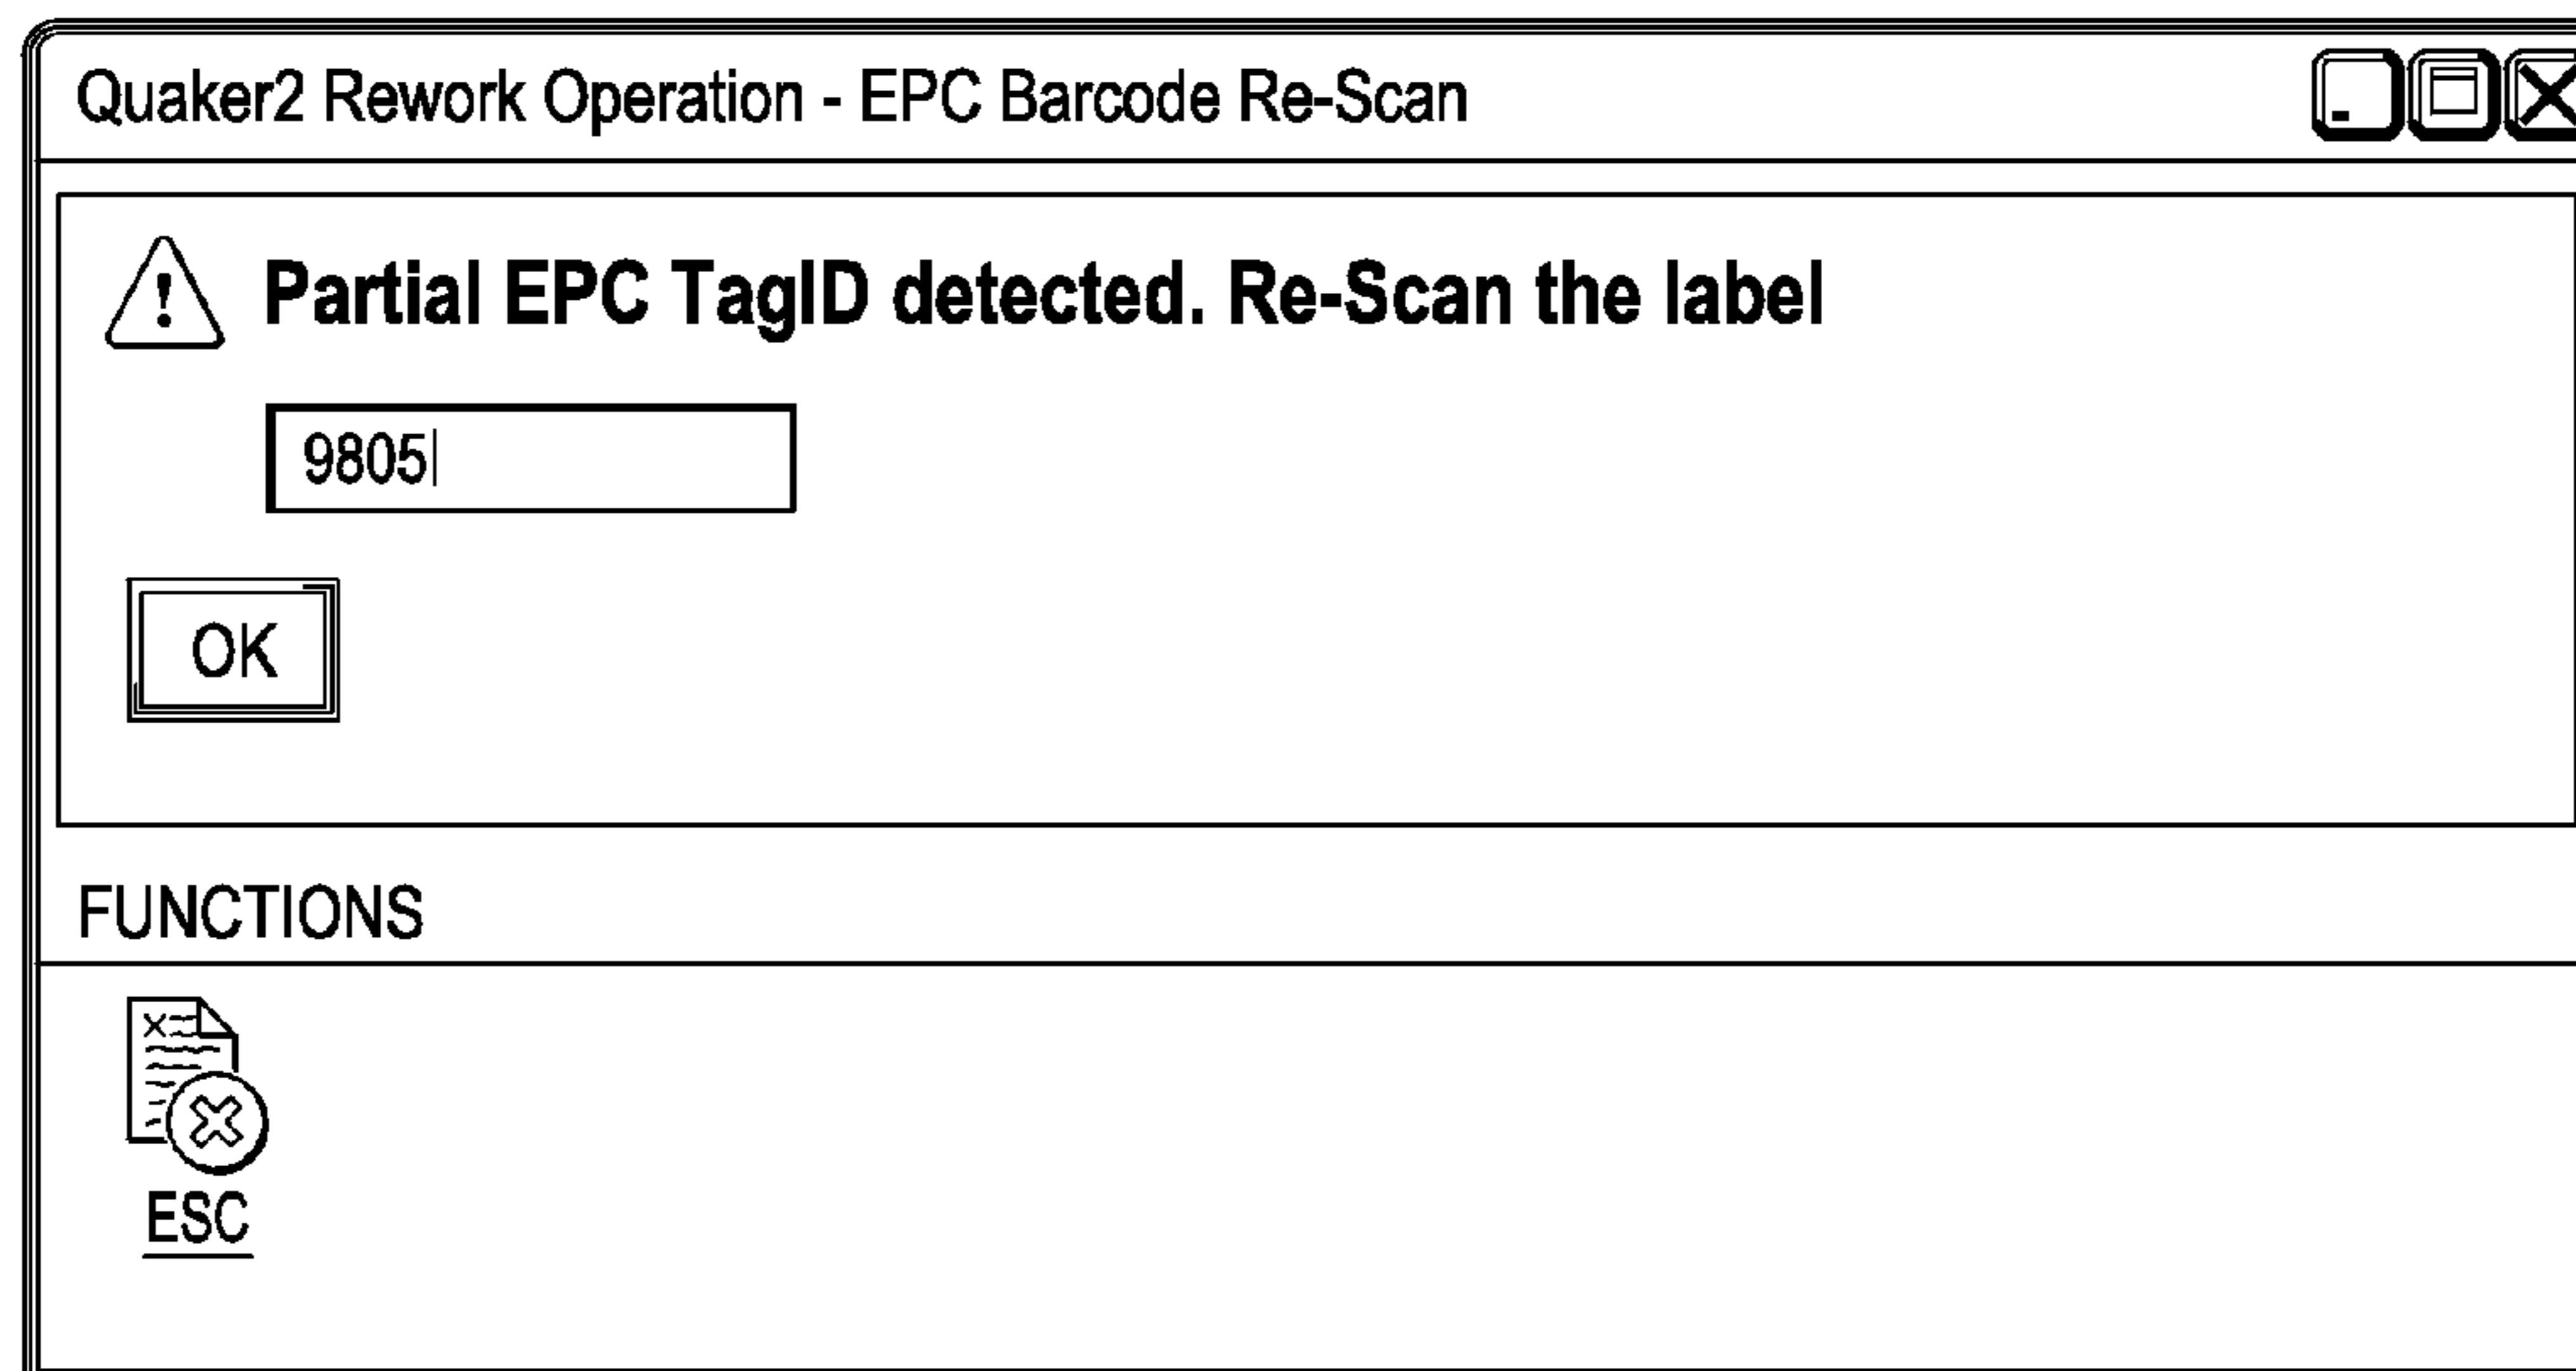 Quaker2 Rework Operation - EPC Barcode Re-Scan
Partial EPC TagID detected. Re-Scan the label
9805
OK
FUNCTIONS
ESC